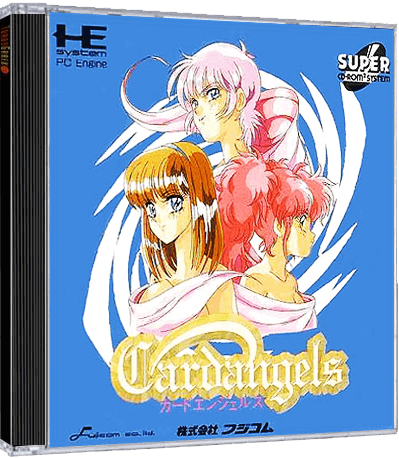 HE
system
PC Engine
SUPER
CD-ROM² SYSTEM
Cardangels
カードエンジェルス
Fujicom co., ltd.
株式会社 フジコム